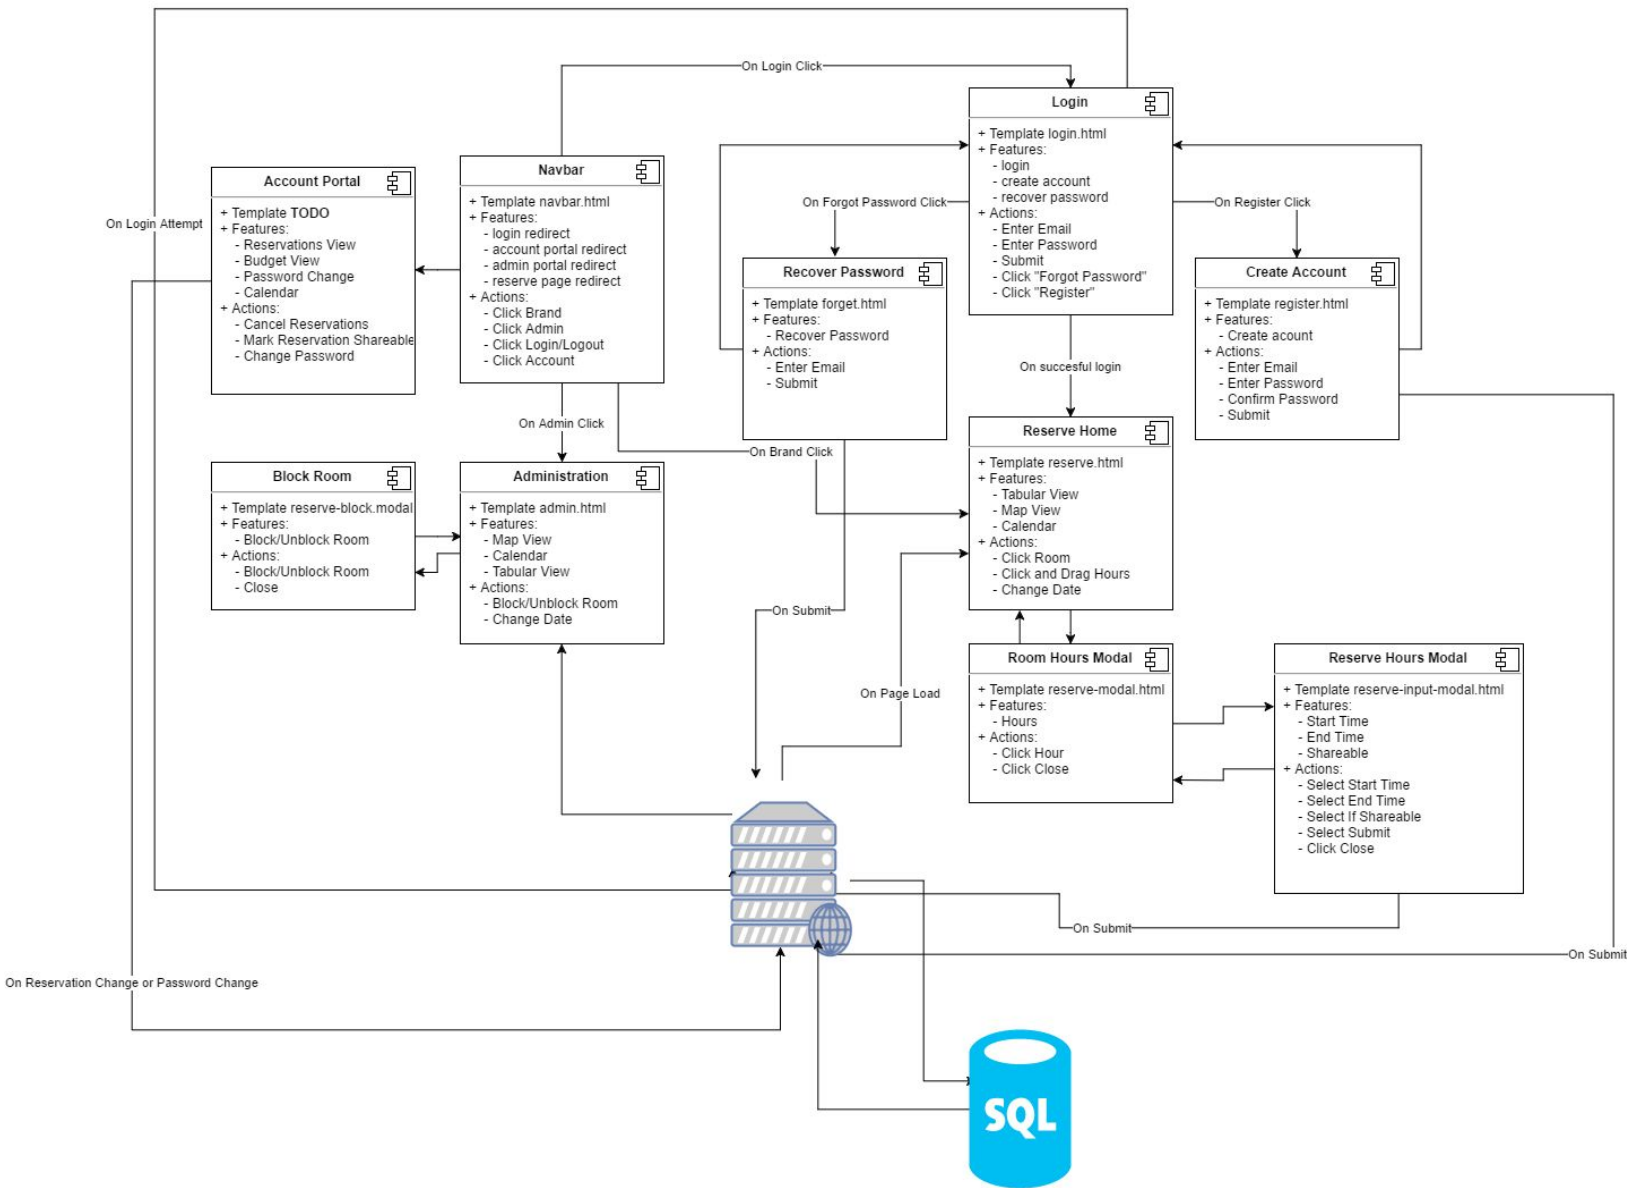 On Login Click
Login
+ Template login.html
+ Features:
- login
- create account
- recover password
+ Actions:
- Enter Email
- Enter Password
- Submit
- Click "Forgot Password"
- Click "Register"
Account Portal
+ Template TODO
+ Features:
- Reservations View
- Budget View
- Password Change
- Calendar
+ Actions:
- Cancel Reservations
- Mark Reservation Shareable
- Change Password
Navbar
+ Template navbar.html
+ Features:
- login redirect
- account portal redirect
- admin portal redirect
- reserve page redirect
+ Actions:
- Click Brand
- Click Admin
- Click Login/Logout
- Click Account
On Login Attempt
On Forgot Password Click
On Register Click
Recover Password
+ Template forget.html
+ Features:
- Recover Password
+ Actions:
- Enter Email
- Submit
Create Account
+ Template register.html
+ Features:
- Create acount
+ Actions:
- Enter Email
- Enter Password
- Confirm Password
- Submit
On succesful login
On Admin Click
On Brand Click
Reserve Home
+ Template reserve.html
+ Features:
- Tabular View
- Map View
- Calendar
+ Actions:
- Click Room
- Click and Drag Hours
- Change Date
Block Room
+ Template reserve-block.modal
+ Features:
- Block/Unblock Room
+ Actions:
- Block/Unblock Room
- Close
Administration
+ Template admin.html
+ Features:
- Map View
- Calendar
- Tabular View
+ Actions:
- Block/Unblock Room
- Change Date
On Submit
On Page Load
Room Hours Modal
+ Template reserve-modal.html
+ Features:
- Hours
+ Actions:
- Click Hour
- Click Close
Reserve Hours Modal
+ Template reserve-input-modal.html
+ Features:
- Start Time
- End Time
- Shareable
+ Actions:
- Select Start Time
- Select End Time
- Select If Shareable
- Select Submit
- Click Close
On Submit
On Submit
On Reservation Change or Password Change
SQL